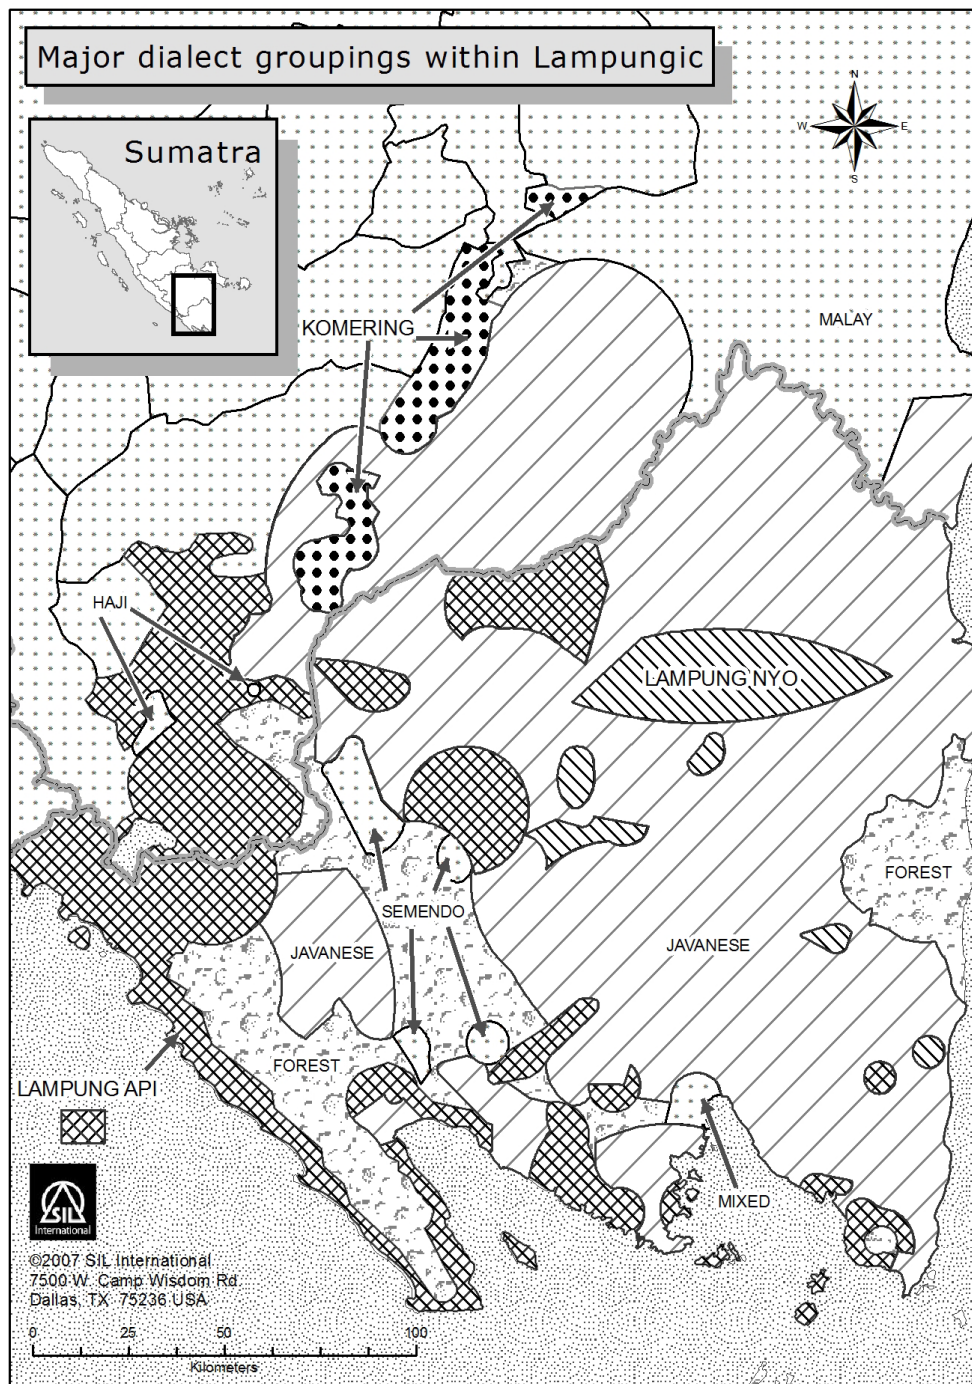 Major dialect groupings within Lampungic
N
W
E
S
Sumatra
KOMERING
MALAY
HAJI
LAMPUNG NYO
FOREST
SEMENDO
JAVANESE
JAVANESE
FOREST
LAMPUNG API
MIXED
SIL
International
©2007 SIL International
7500 W. Camp Wisdom Rd.
Dallas, TX 75236 USA
0 25 50 100
Kilometers